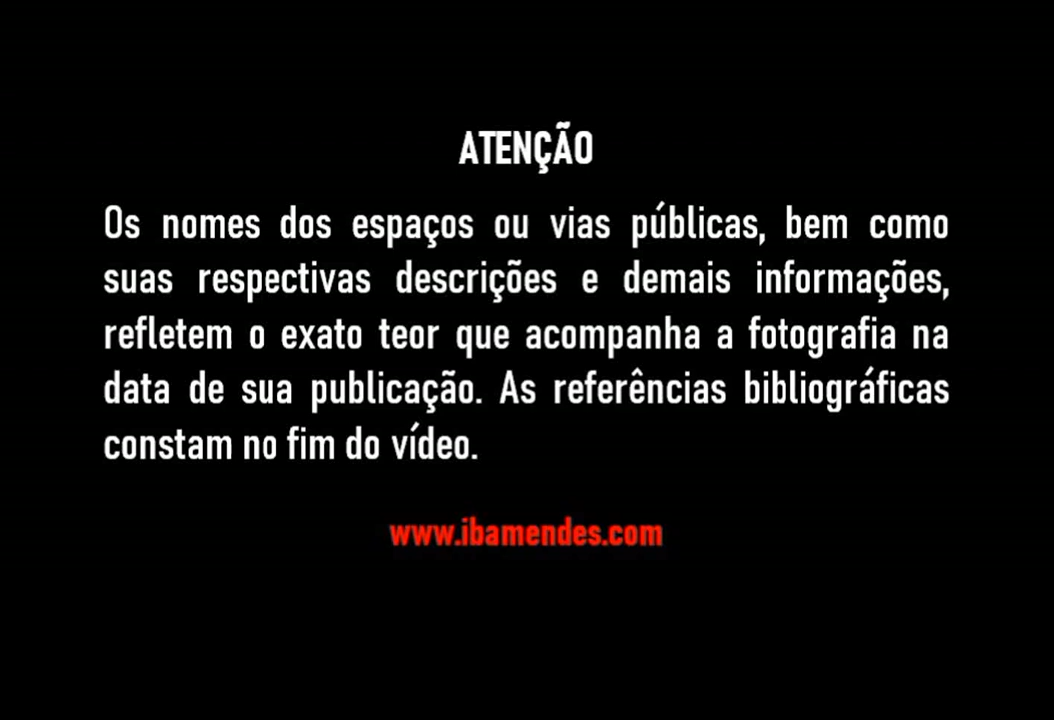 ATENÇÃO
Os nomes dos espaços ou vias públicas, bem como
suas respectivas descrições e demais informações,
refletem o exato teor que acompanha a fotografia na
data de sua publicação. As referências bibliográficas
constam no fim do vídeo.
www.ibamendes.com